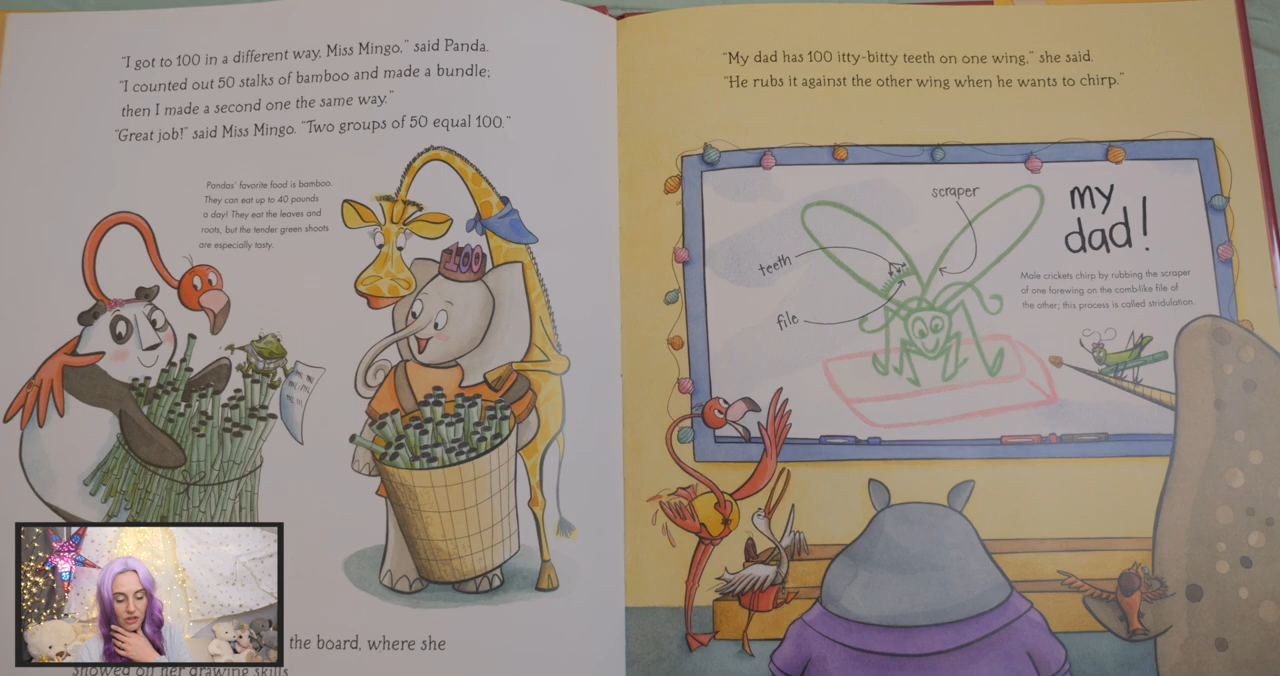 "I got to 100 in a different way, Miss Mingo," said Panda.
"I counted out 50 stalks of bamboo and made a bundle;
then I made a second one the same way."
"Great job!" said Miss Mingo. "Two groups of 50 equal 100."
Pandas' favorite food is bamboo.
They can eat up to 40 pounds
a day! They eat the leaves and
roots, but the tender green shoots
are especially tasty.
100
the board, where she
showed off her drawing skills
"My dad has 100 itty-bitty teeth on one wing," she said.
"He rubs it against the other wing when he wants to chirp."
scraper
my
dad!
teeth
file
Male crickets chirp by rubbing the scraper
of one forewing on the comb-like file of
the other; this process is called stridulation.